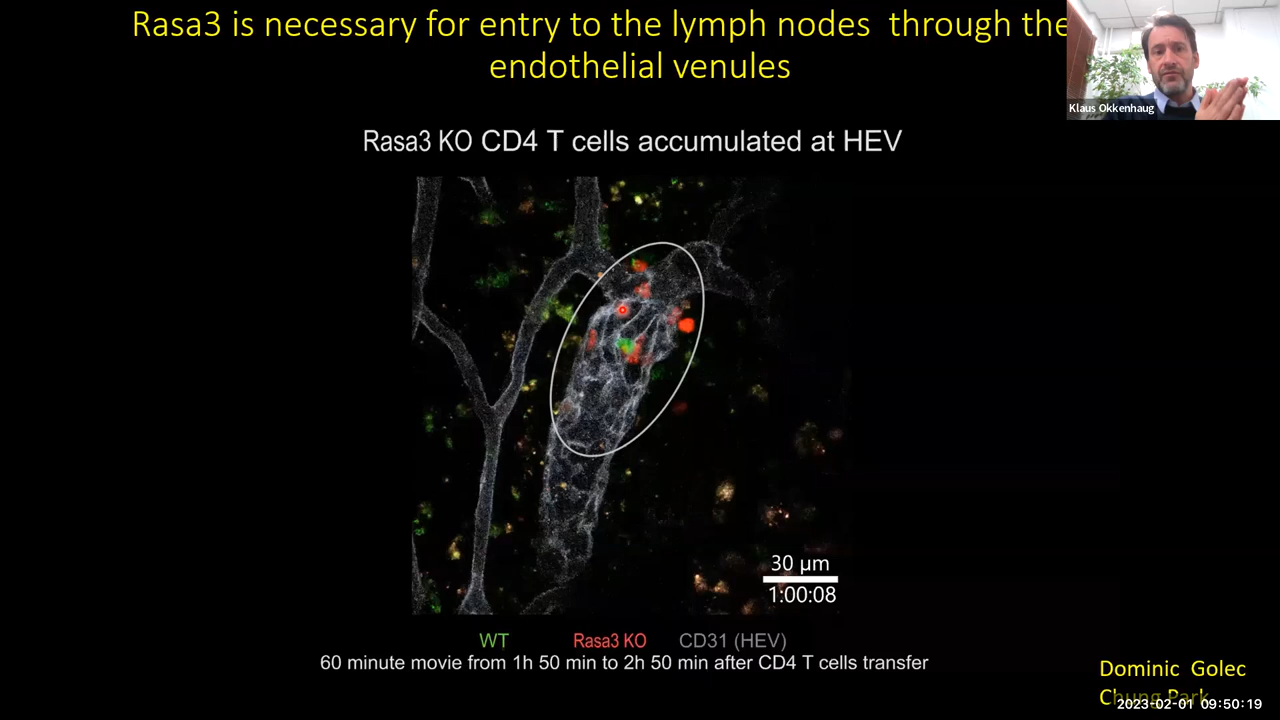 Rasa3 is necessary for entry to the lymph nodes through the
endothelial venules
Klaus Okkenhaug
Rasa3 KO CD4 T cells accumulated at HEV
30 µm
1:00:08
WT Rasa3 KO CD31 (HEV)
60 minute movie from 1h 50 min to 2h 50 min after CD4 T cells transfer
Dominic Golec
Chung Park
2023-02-01 09:50:19